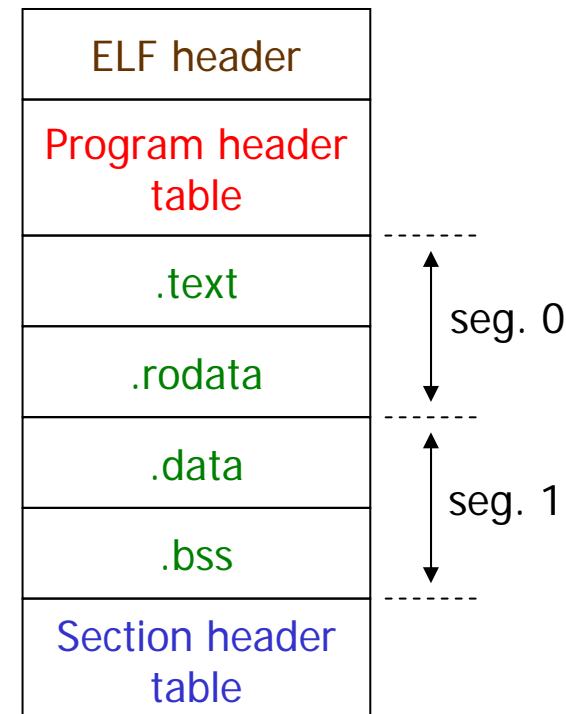 ELF header
Program header
table
.text
.rodata
seg. 0
.data
.bss
seg. 1
Section header
table